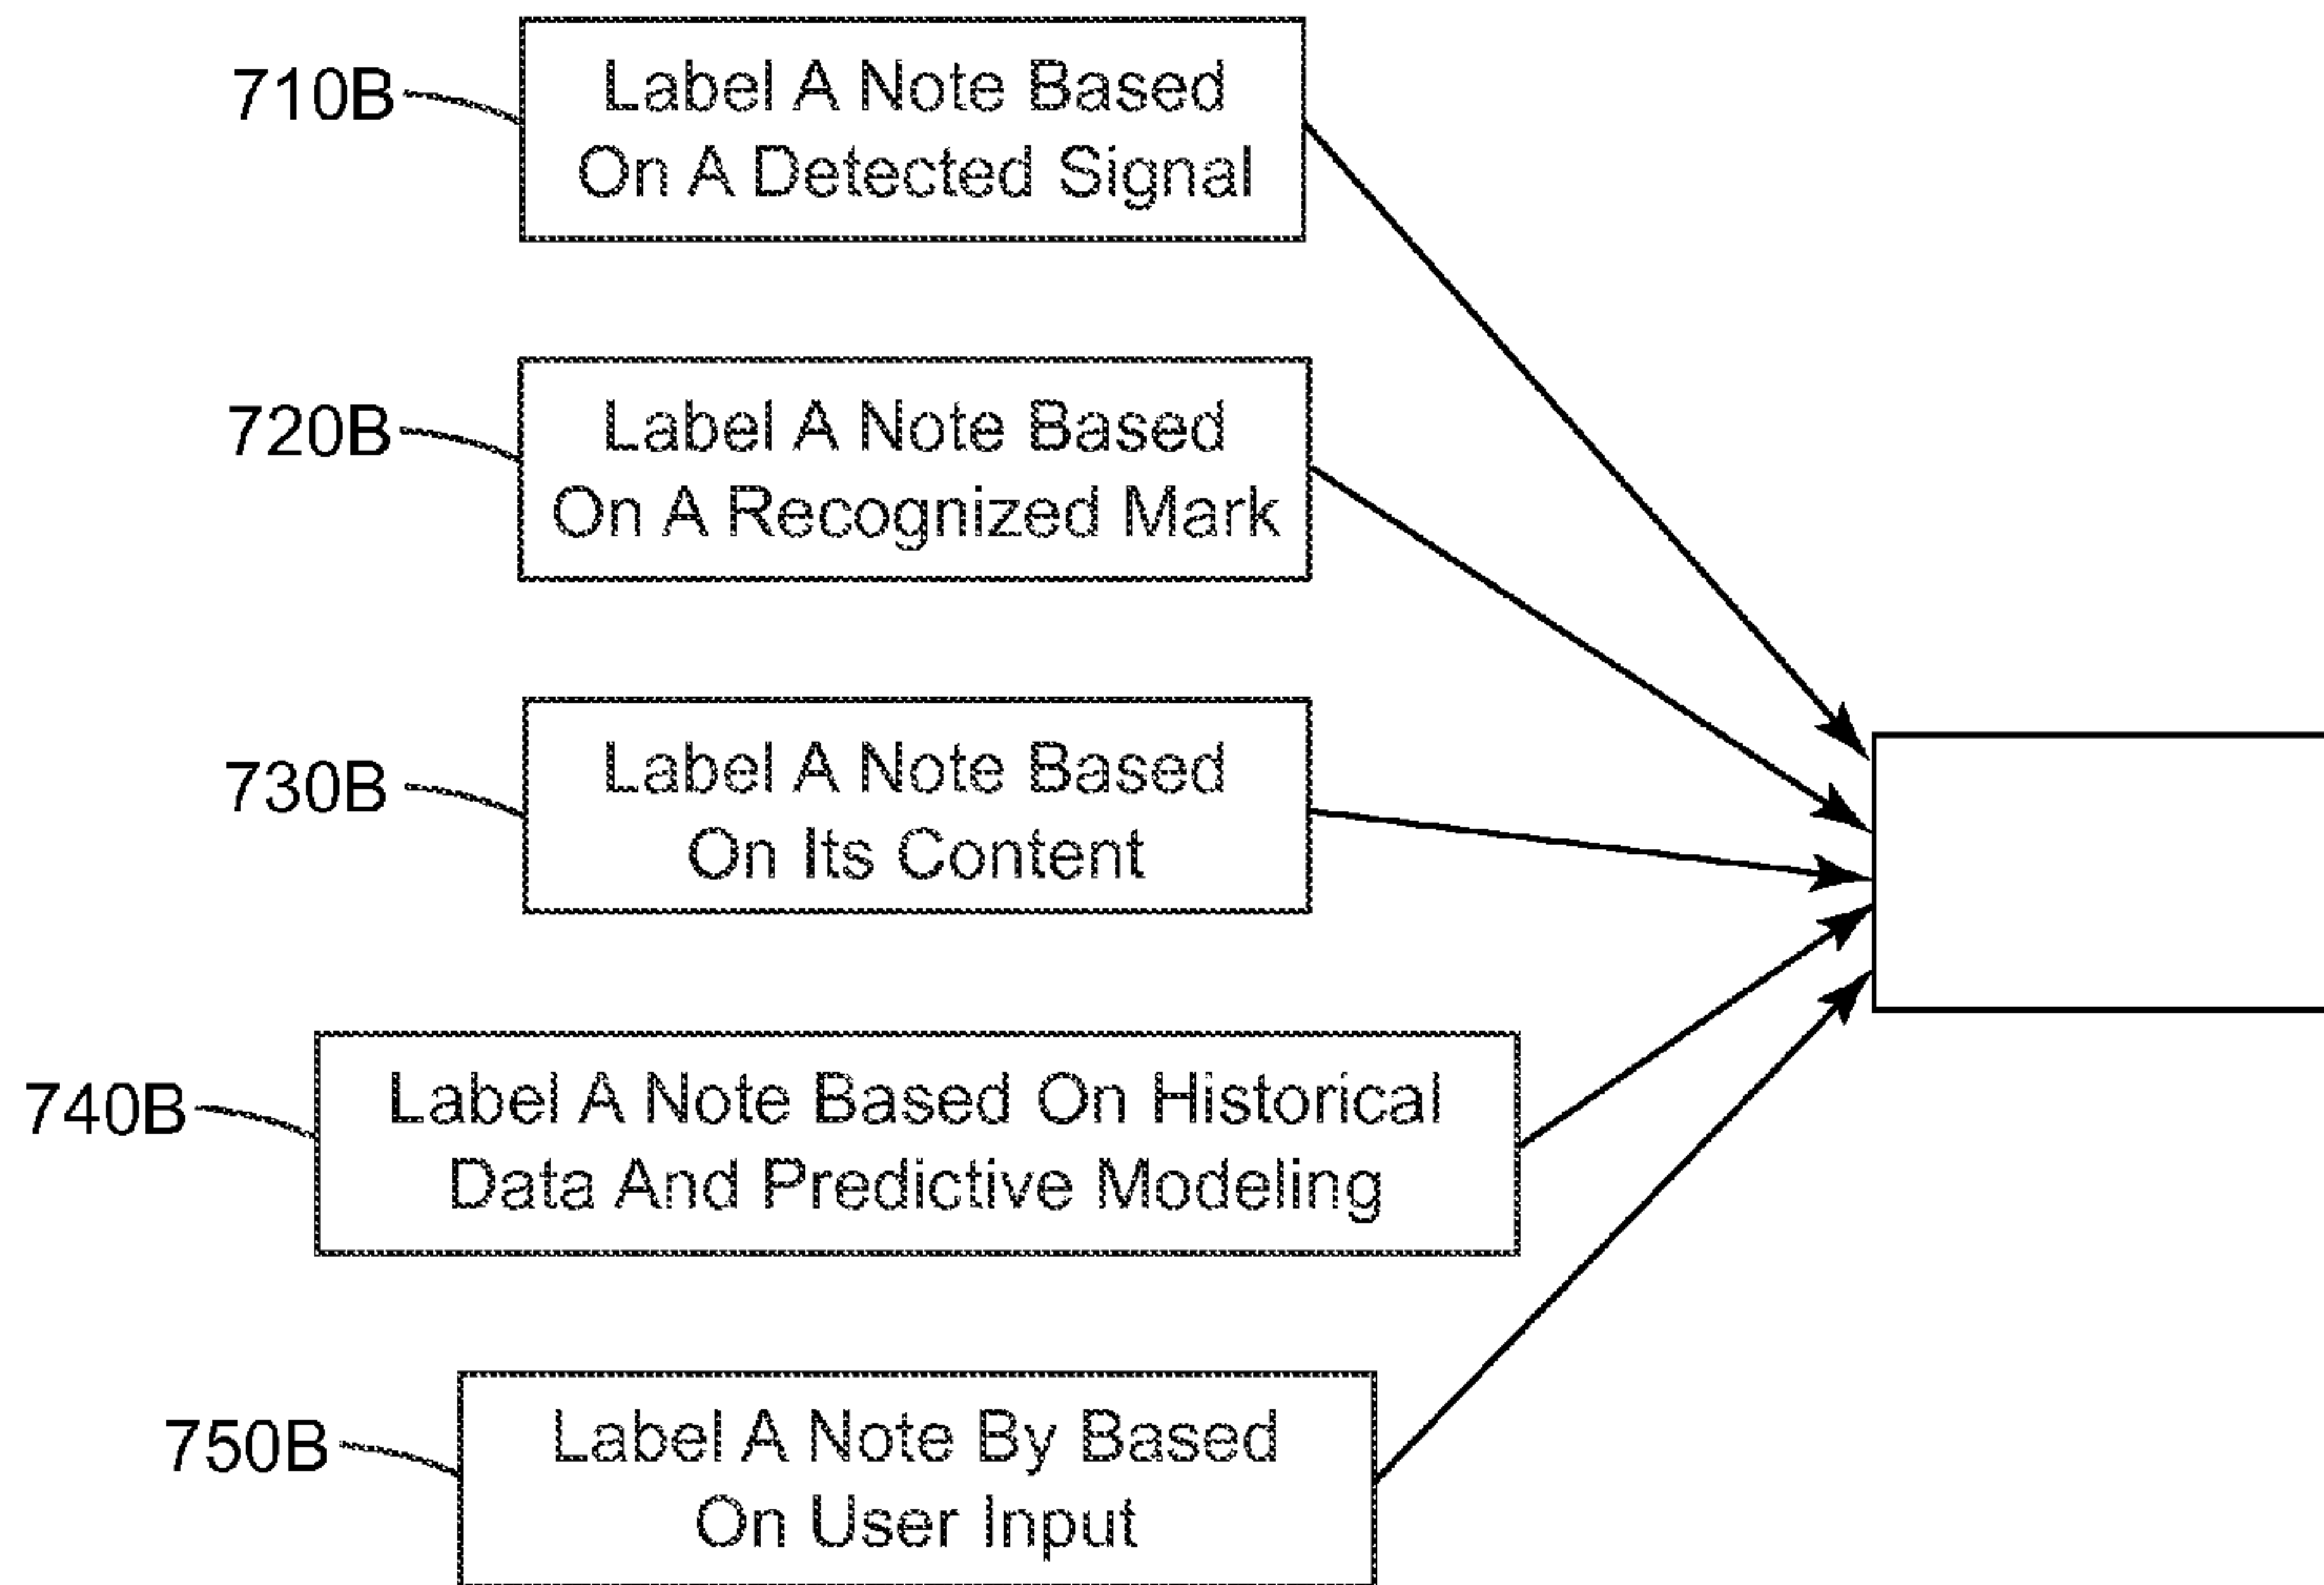 710B
Label A Note Based
On A Detected Signal
720B
Label A Note Based
On A Recognized Mark
730B
Label A Note Based
On Its Content
740B
Label A Note Based On Historical
Data And Predictive Modeling
750B
Label A Note By Based
On User Input